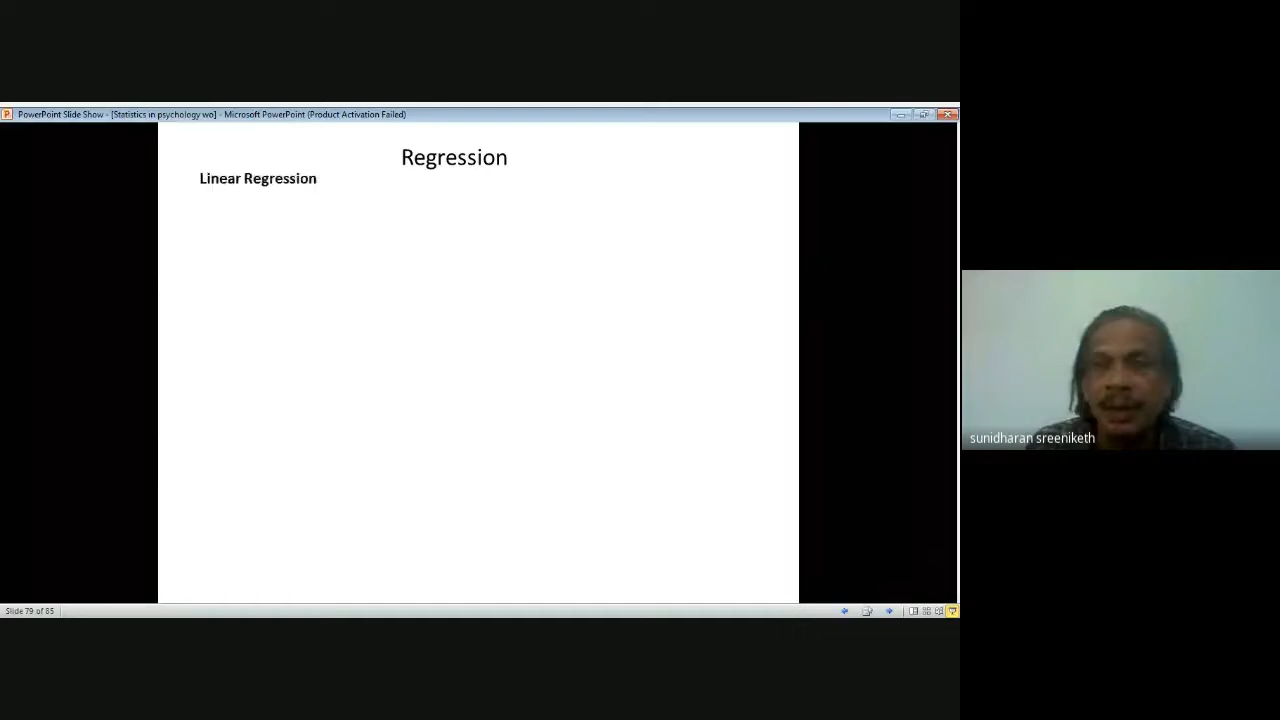 PowerPoint Slide Show - [Statistics in psychology wo] - Microsoft PowerPoint (Product Activation Failed)
Regression
Linear Regression
sunidharan sreeniketh
Slide 79 of 85